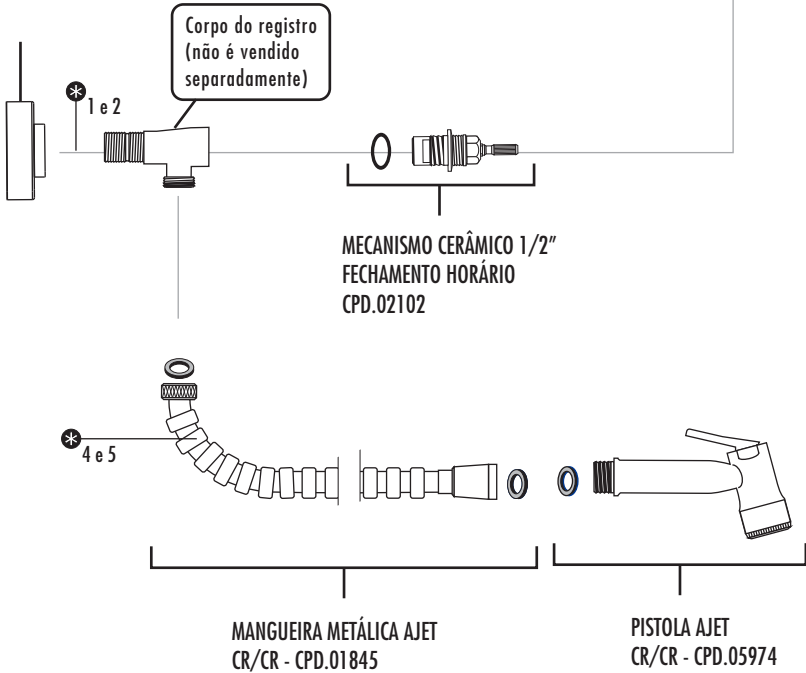 Corpo do registro
(não é vendido
separadamente)
1 e 2
MECANISMO CERÂMICO 1/2”
FECHAMENTO HORÁRIO
CPD.02102
4 e 5
MANGUEIRA METÁLICA AJET
CR/CR - CPD.01845
PISTOLA AJET
CR/CR - CPD.05974